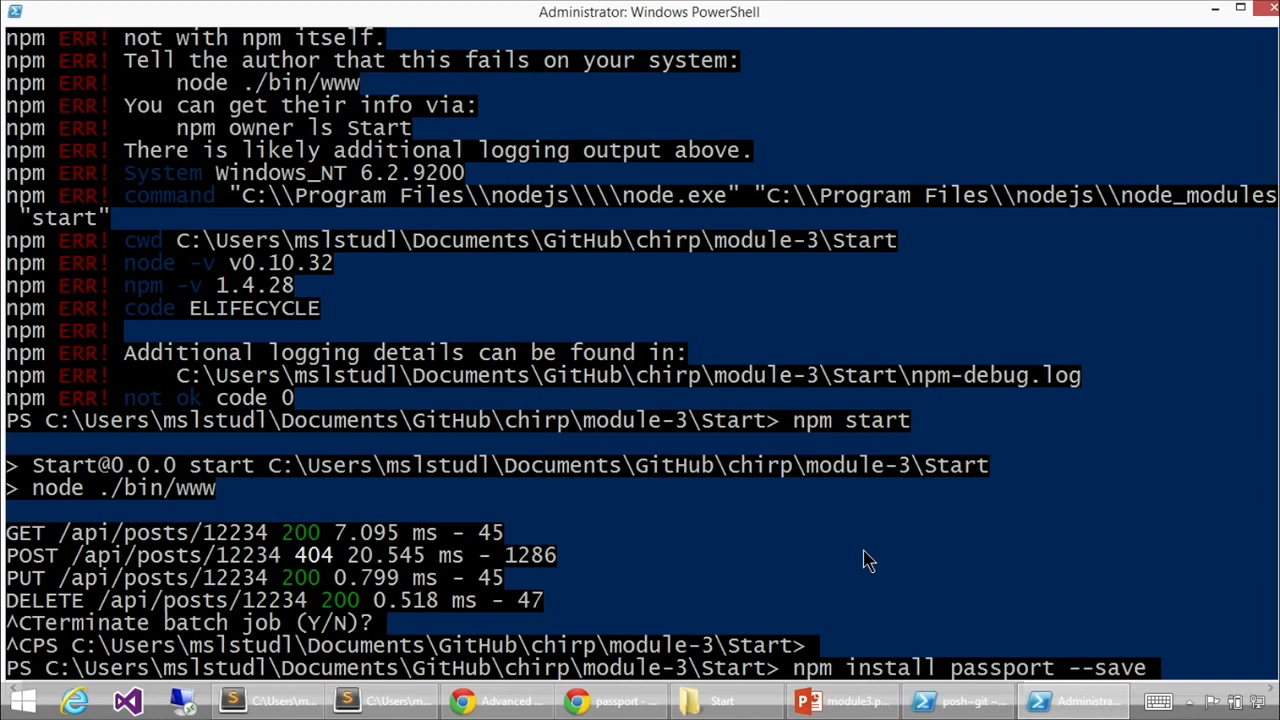 Administrator: Windows PowerShell
npm ERR! not with npm itself.
npm ERR! Tell the author that this fails on your system:
npm ERR!     node ./bin/www
npm ERR! You can get their info via:
npm ERR!     npm owner ls Start
npm ERR! There is likely additional logging output above.
npm ERR! System Windows_NT 6.2.9200
npm ERR! command "C:\\Program Files\\nodejs\\\\node.exe" "C:\\Program Files\\nodejs\\node_modules
"start"
npm ERR! cwd C:\Users\mslstudl\Documents\GitHub\chirp\module-3\Start
npm ERR! node -v v0.10.32
npm ERR! npm -v 1.4.28
npm ERR! code ELIFECYCLE
npm ERR!
npm ERR! Additional logging details can be found in:
npm ERR!     C:\Users\mslstudl\Documents\GitHub\chirp\module-3\Start\npm-debug.log
npm ERR! not ok code 0
PS C:\Users\mslstudl\Documents\GitHub\chirp\module-3\Start> npm start
> Start@0.0.0 start C:\Users\mslstudl\Documents\GitHub\chirp\module-3\Start
> node ./bin/www
GET /api/posts/12234 200 7.095 ms - 45
POST /api/posts/12234 404 20.545 ms - 1286
PUT /api/posts/12234 200 0.799 ms - 45
DELETE /api/posts/12234 200 0.518 ms - 47
^CTerminate batch job (Y/N)?
^CPS C:\Users\mslstudl\Documents\GitHub\chirp\module-3\Start>
PS C:\Users\mslstudl\Documents\GitHub\chirp\module-3\Start> npm install passport --save
C:\Users\m... C:\Users\m... Advanced ... passport - ... Start module3.p... posh~git ~... Administra...